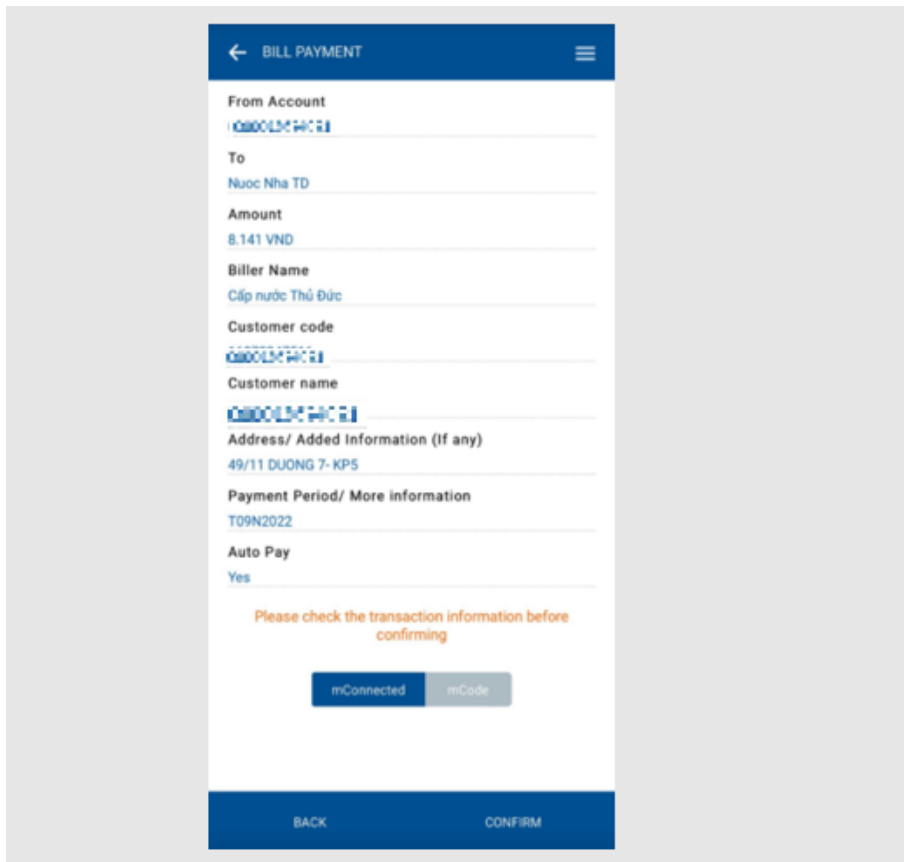 BILL PAYMENT
From Account
To
Nuoc Nha TD
Amount
8.141 VND
Biller Name
Cấp nước Thủ Đức
Customer code
Customer name
Address/ Added Information (If any)
49/11 DUONG 7- KP5
Payment Period/ More information
T09N2022
Auto Pay
Yes
Please check the transaction information before
confirming
mConnected mCode
BACK CONFIRM